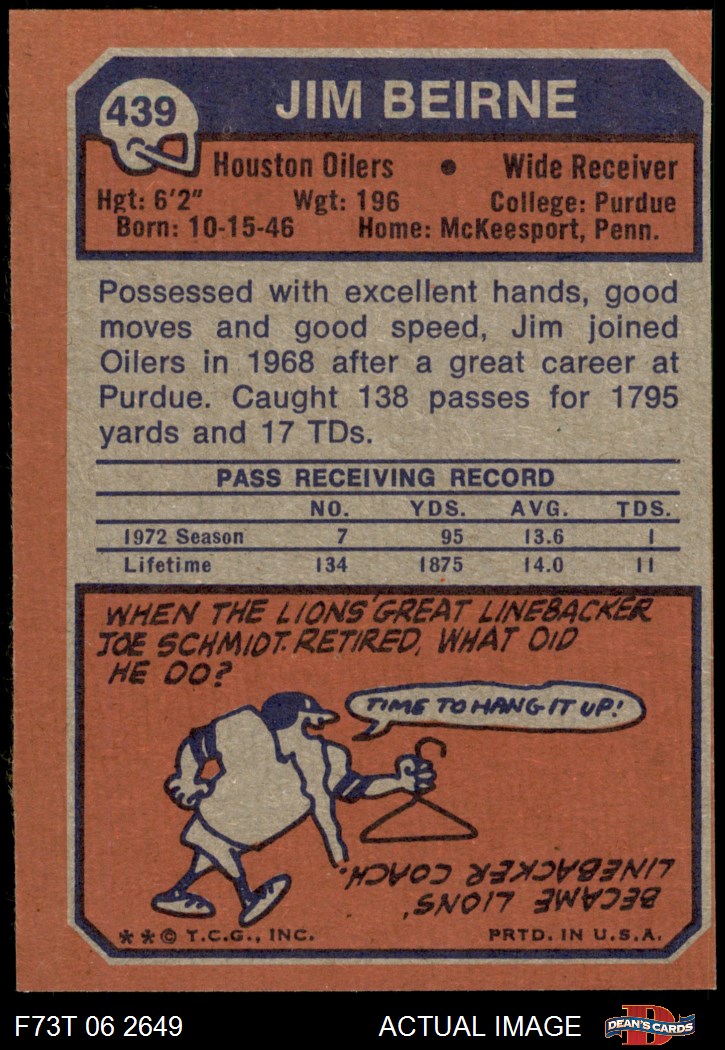 439
JIM BEIRNE
Houston Oilers • Wide Receiver
Hgt: 6'2" Wgt: 196 College: Purdue
Born: 10-15-46 Home: McKeesport, Penn.
Possessed with excellent hands, good
moves and good speed, Jim joined
Oilers in 1968 after a great career at
Purdue. Caught 138 passes for 1795
yards and 17 TDs.
PASS RECEIVING RECORD
NO. YDS. AVG. TDS.
1972 Season 7 95 13.6 1
Lifetime 134 1875 14.0 11
WHEN THE LIONS' GREAT LINEBACKER
JOE SCHMIDT RETIRED, WHAT DID
HE DO?
TIME TO HANG IT UP!
BECAME LIONS'
LINEBACKER COACH.
**© T.C.G., INC. PRTD. IN U.S.A.
F73T 06 2649 ACTUAL IMAGE
D
DEAN'S CARDS